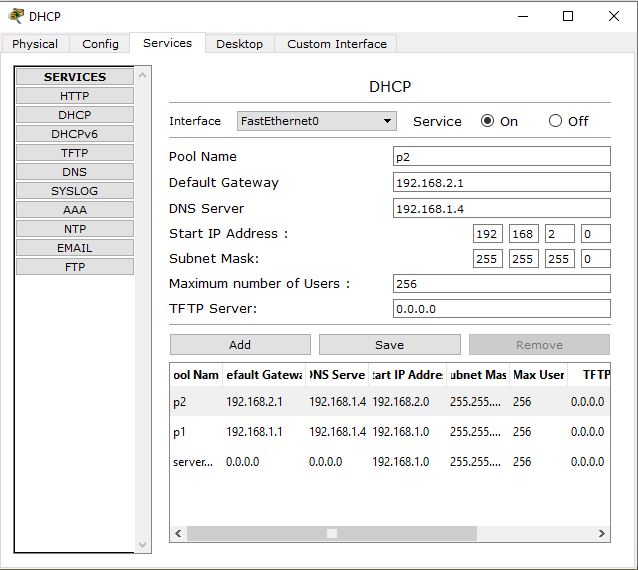 DHCP
Physical Config Services Desktop Custom Interface
SERVICES
HTTP
DHCP
DHCPv6
TFTP
DNS
SYSLOG
AAA
NTP
EMAIL
FTP
DHCP
Interface FastEthernet0 Service On Off
Pool Name p2
Default Gateway 192.168.2.1
DNS Server 192.168.1.4
Start IP Address : 192 168 2 0
Subnet Mask: 255 255 255 0
Maximum number of Users : 256
TFTP Server: 0.0.0.0
Add Save Remove
ool Nam efault Gatewa DNS Serve tart IP Addre ubnet Mas Max User TFTP
p2 192.168.2.1 192.168.1.4 192.168.2.0 255.255.... 256 0.0.0.0
p1 192.168.1.1 192.168.1.4 192.168.1.0 255.255.... 256 0.0.0.0
server... 0.0.0.0 0.0.0.0 192.168.1.0 255.255.... 256 0.0.0.0